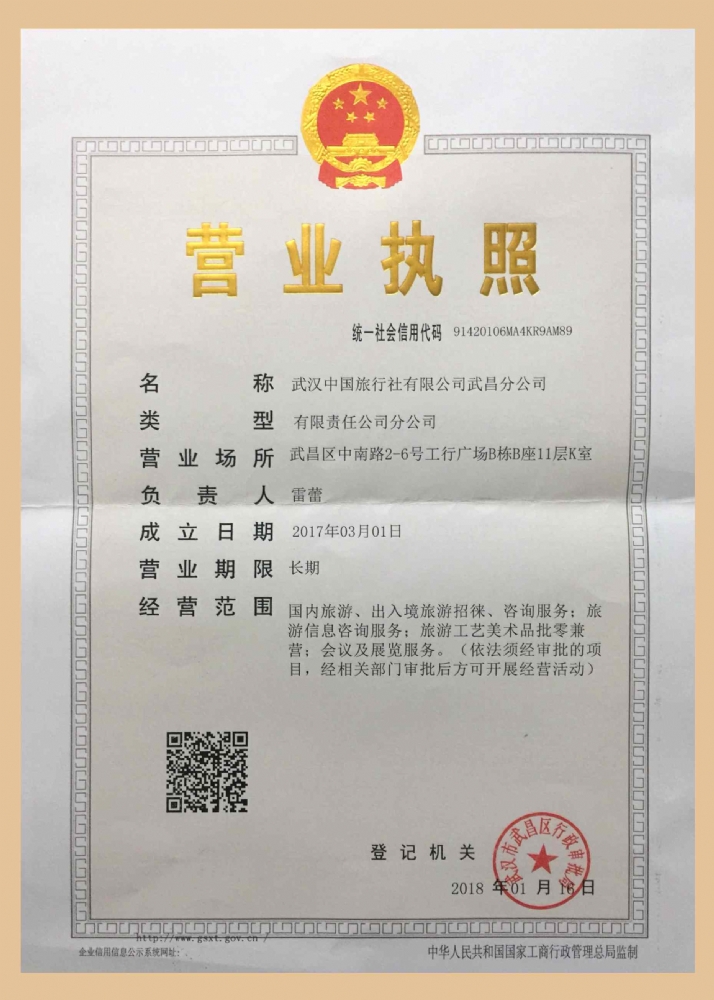 营业执照
统一社会信用代码 91420106MA4KR9AM89
名称 武汉中国旅行社有限公司武昌分公司
类型 有限责任公司分公司
营业场所 武昌区中南路2-6号工行广场B栋B座11层K室
负责人 雷蕾
成立日期 2017年03月01日
营业期限 长期
经营范围 国内旅游、出入境旅游招徕、咨询服务；旅
游信息咨询服务；旅游工艺美术品批零兼
营；会议及展览服务。（依法须经审批的项
目，经相关部门审批后方可开展经营活动）
登记机关
武汉市武昌区行政审批局
2018 年 01 月 16 日
http://www.gsxt.gov.cn/
企业信用信息公示系统网址：
中华人民共和国国家工商行政管理总局监制